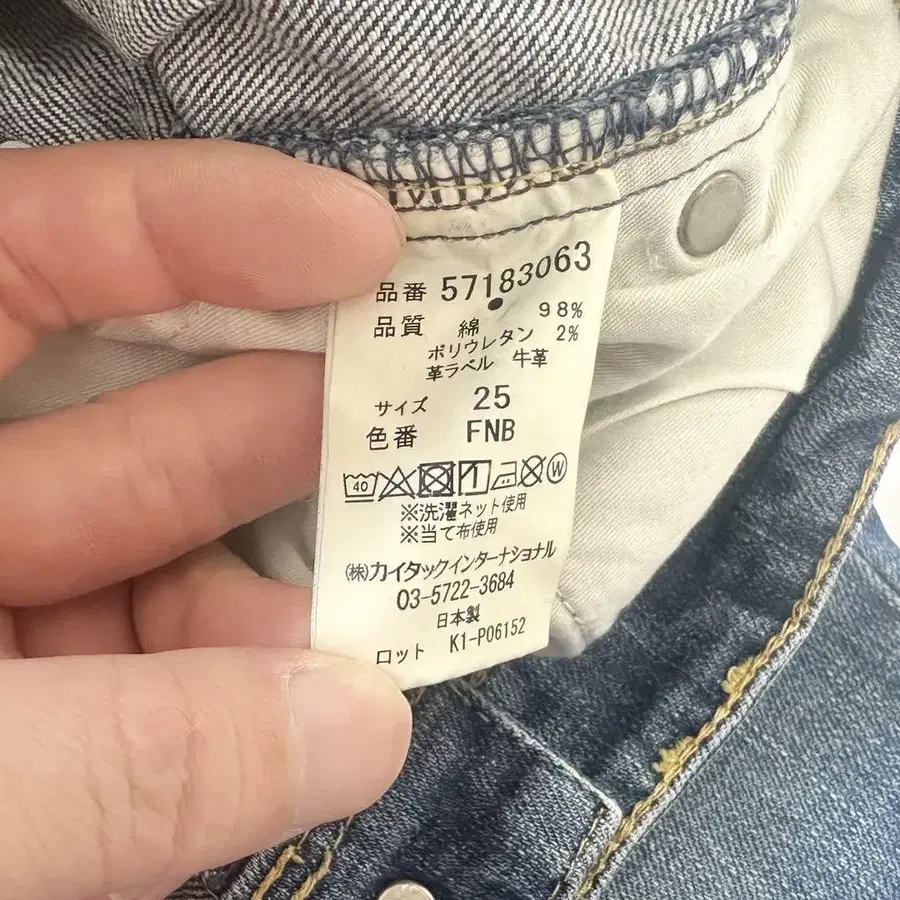 品番 57183063
品質 綿 98%
ポリウレタン 2%
革ラベル 牛革
サイズ 25
色番 FNB
40 1 W
※洗濯ネット使用
※当て布使用
(株)カイタックインターナショナル
03-5722-3684
日本製
ロット K1-P06152